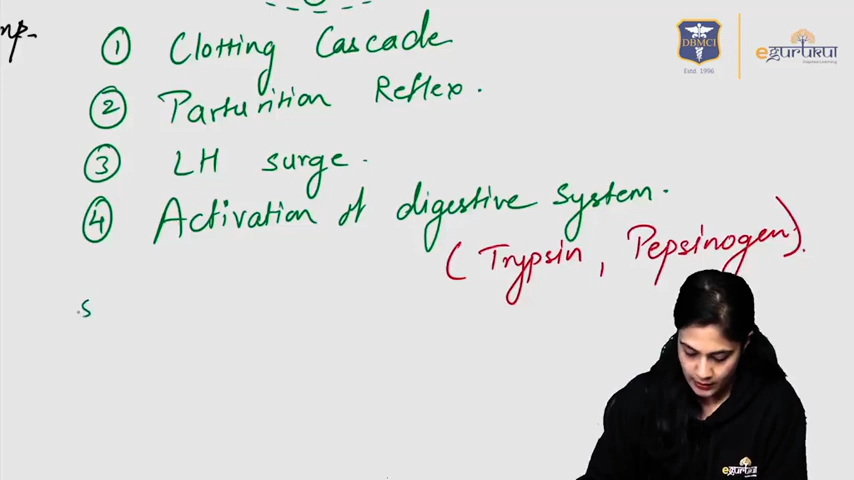 ① Clotting Cascade
② Parturition Reflex.
③ LH surge.
④ Activation of digestive system.
(Trypsin, Pepsinogen).
S
DBMCI
Estd. 1996
egurukul
egurukul